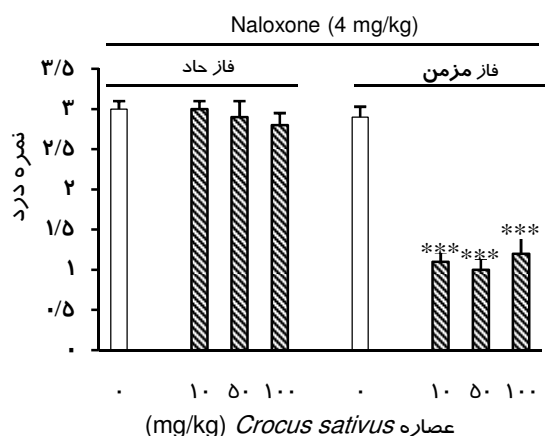 Naloxone (4 mg/kg)
فاز حاد
فاز مزمن
نمره درد
۳/۵
۳
۲/۵
۲
۱/۵
۱
۰/۵
۰
*** *** ***
۰ ۱۰ ۵۰ ۱۰۰ ۰ ۱۰ ۵۰ ۱۰۰
عصاره Crocus sativus (mg/kg)